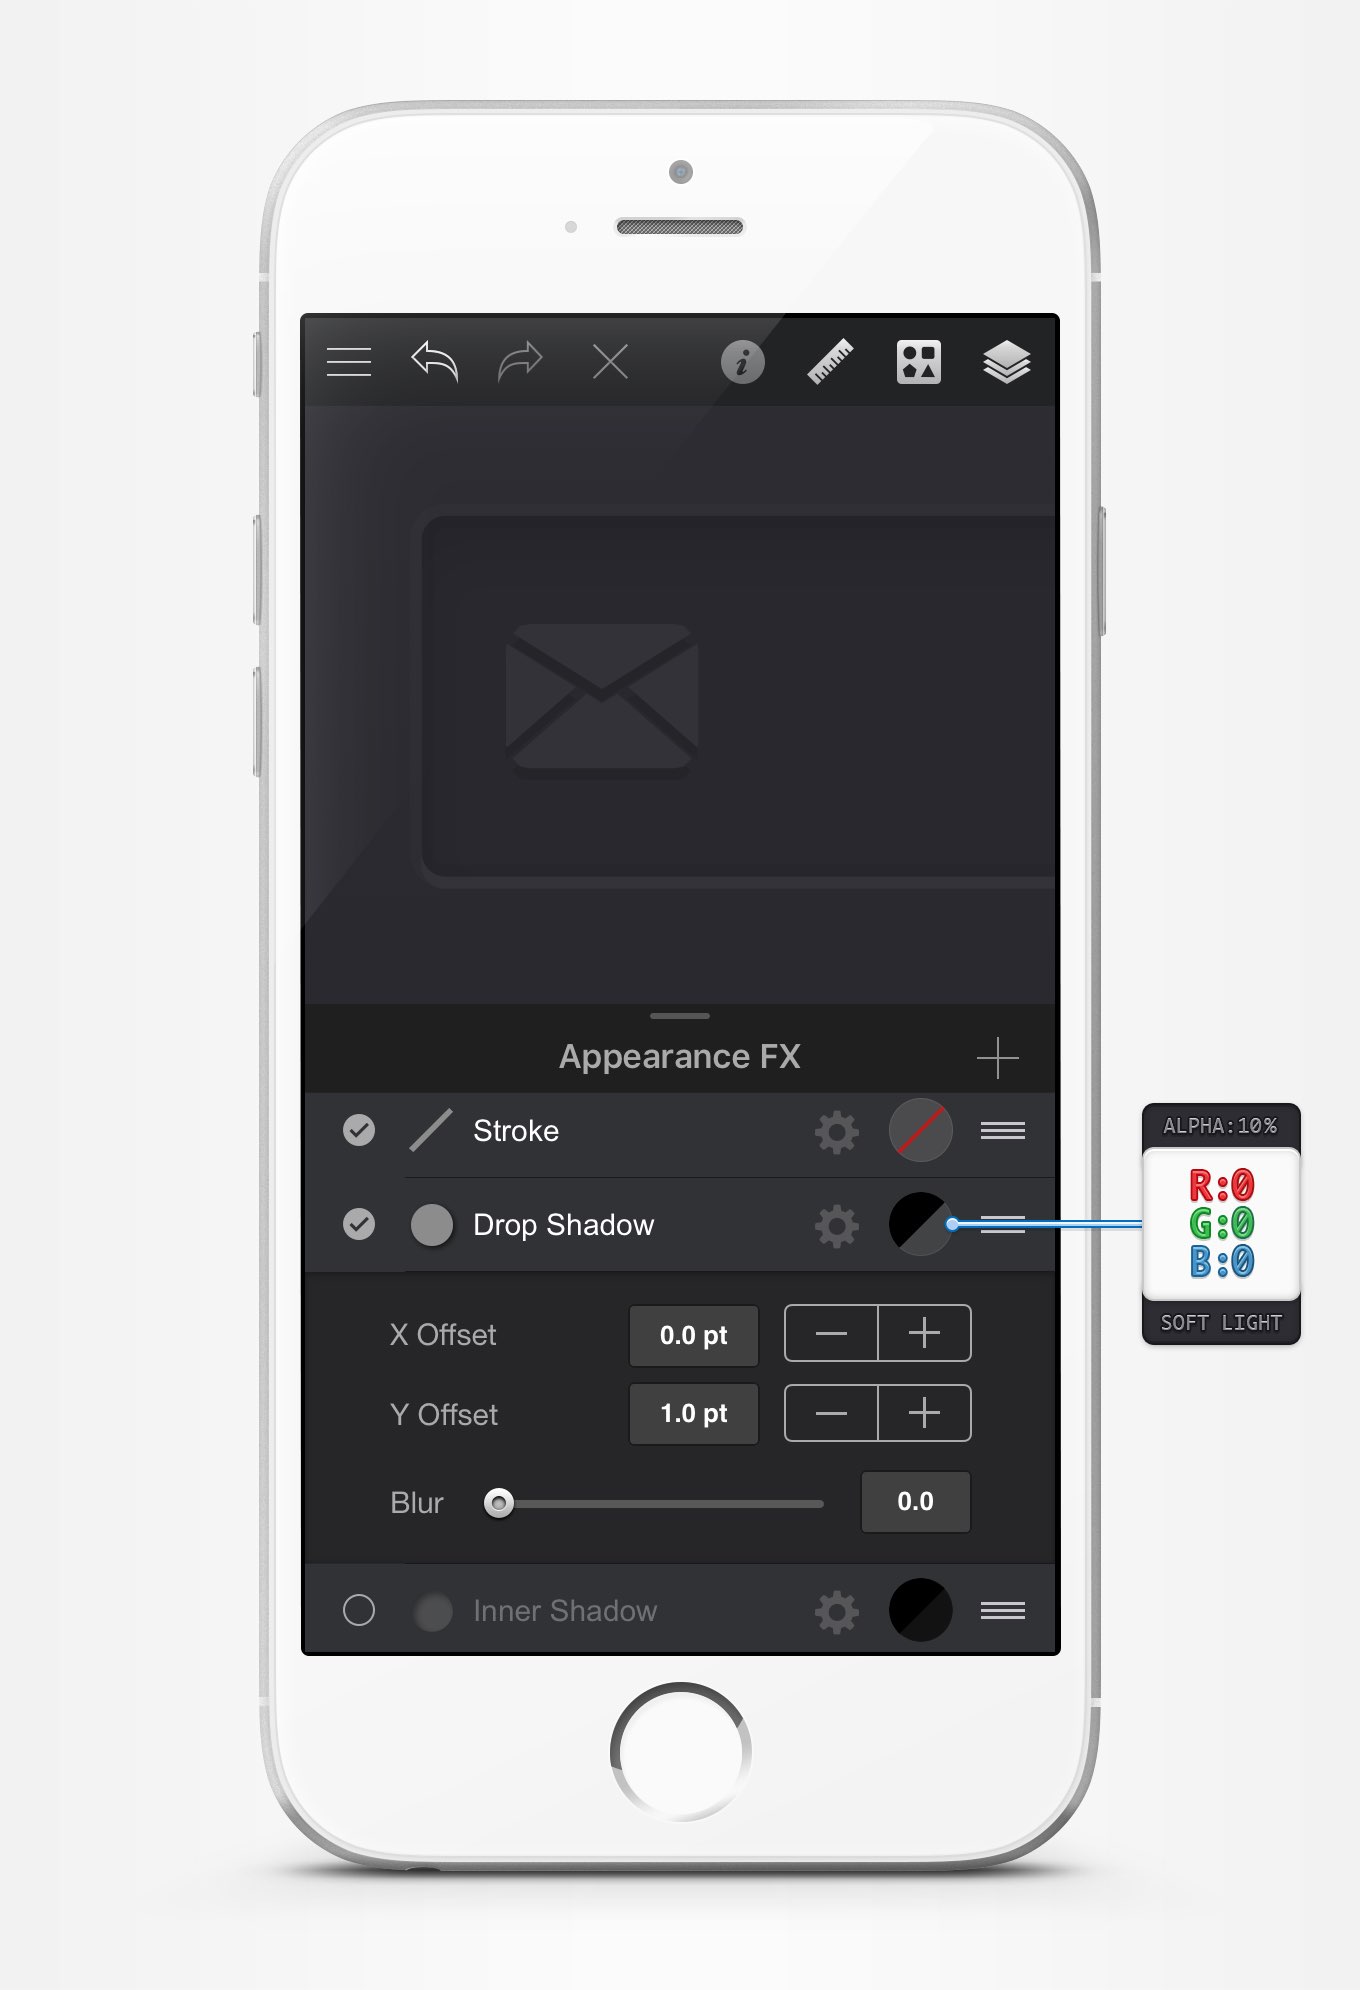 i
Appearance FX
Stroke
Drop Shadow
X Offset 0.0 pt
Y Offset 1.0 pt
Blur 0.0
Inner Shadow
ALPHA:10%
R:0
G:0
B:0
SOFT LIGHT